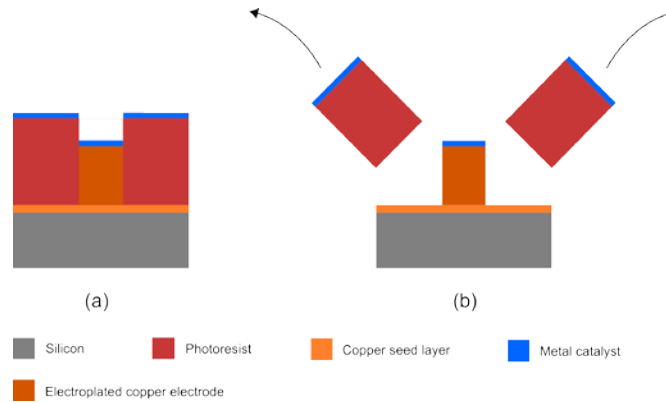 (a)
(b)
Silicon
Photoresist
Copper seed layer
Metal catalyst
Electroplated copper electrode